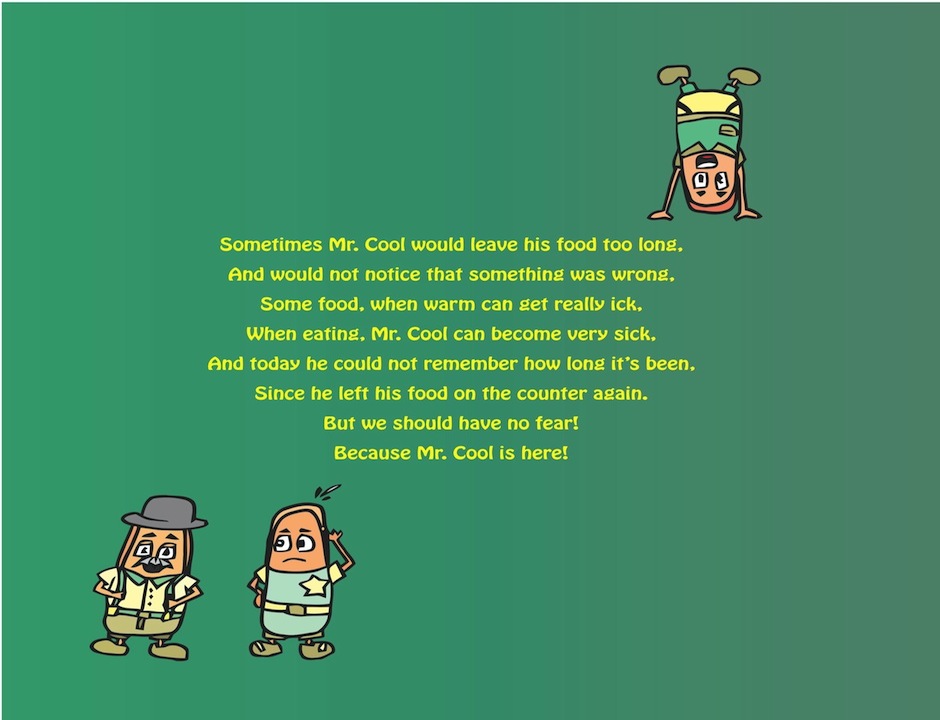 Sometimes Mr. Cool would leave his food too long,
And would not notice that something was wrong,
Some food, when warm can get really ick,
When eating, Mr. Cool can become very sick,
And today he could not remember how long it's been,
Since he left his food on the counter again.
But we should have no fear!
Because Mr. Cool is here!